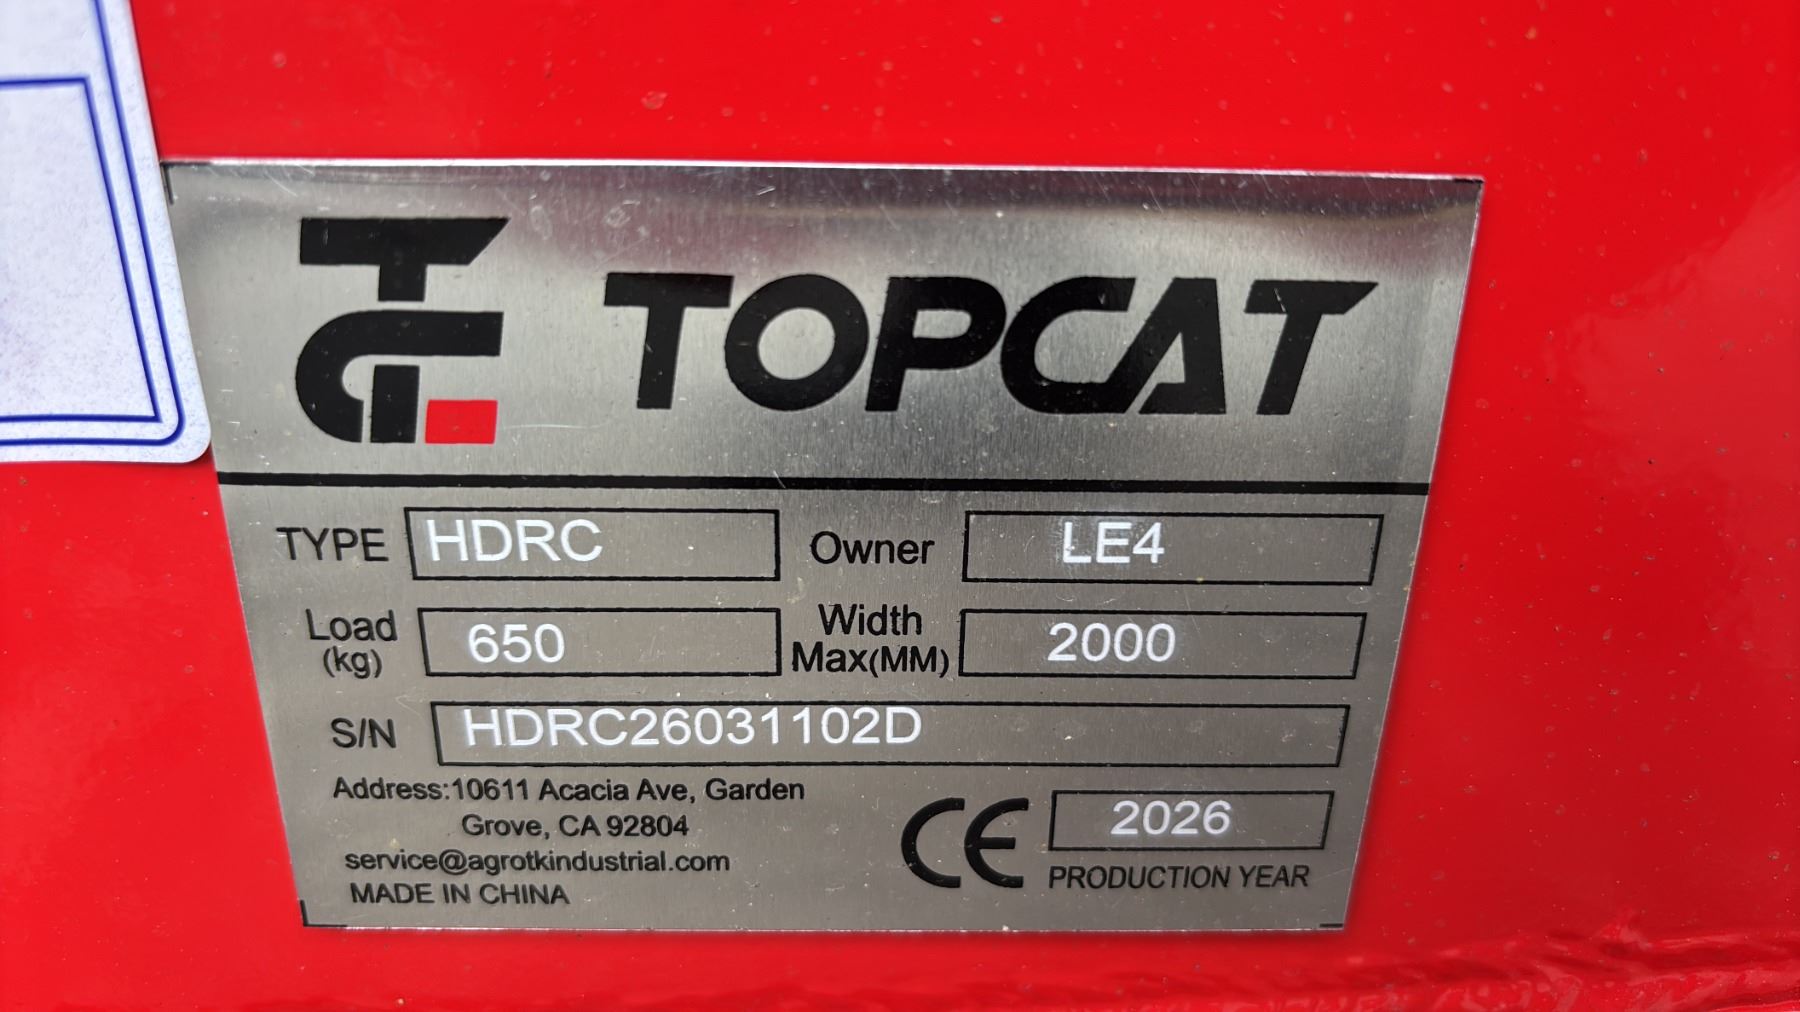 TOPCAT
TYPE HDRC Owner LE4
Load (kg) 650 Width Max(MM) 2000
S/N HDRC26031102D
Address:10611 Acacia Ave, Garden
Grove, CA 92804
service@agrotkindustrial.com
MADE IN CHINA
CE 2026
PRODUCTION YEAR